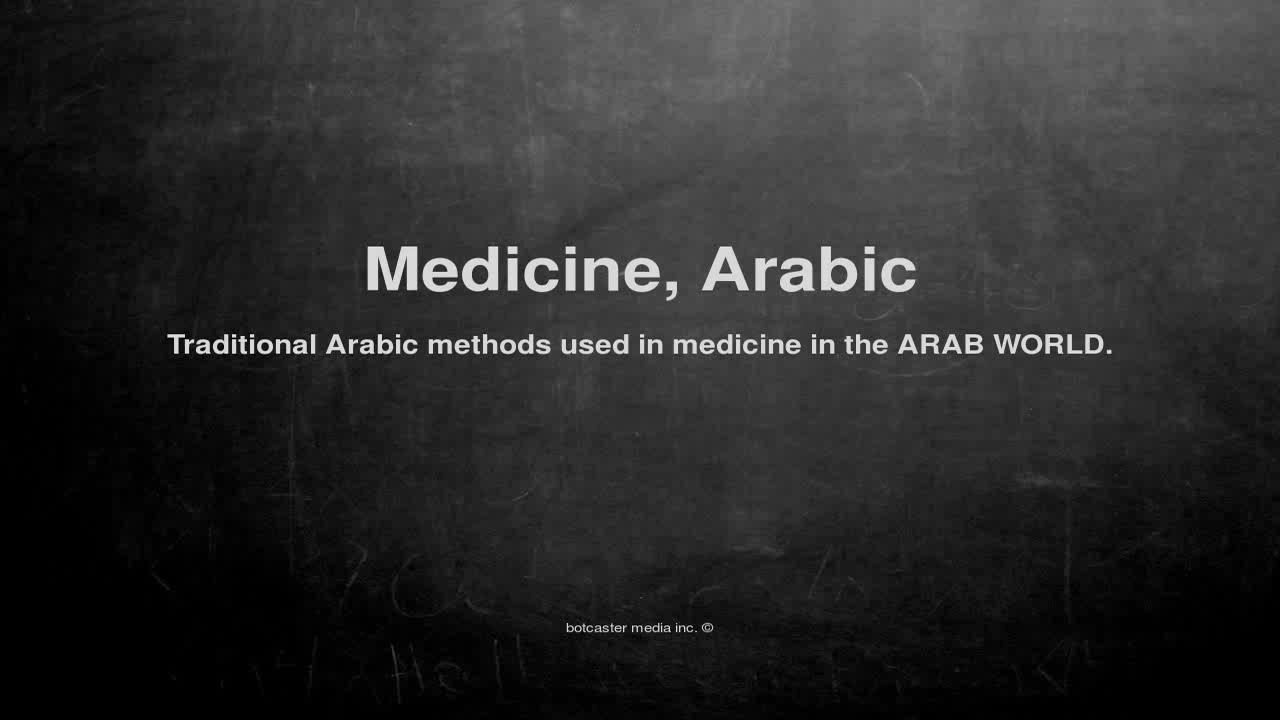 Medicine, Arabic
Traditional Arabic methods used in medicine in the ARAB WORLD.
botcaster media inc. ©